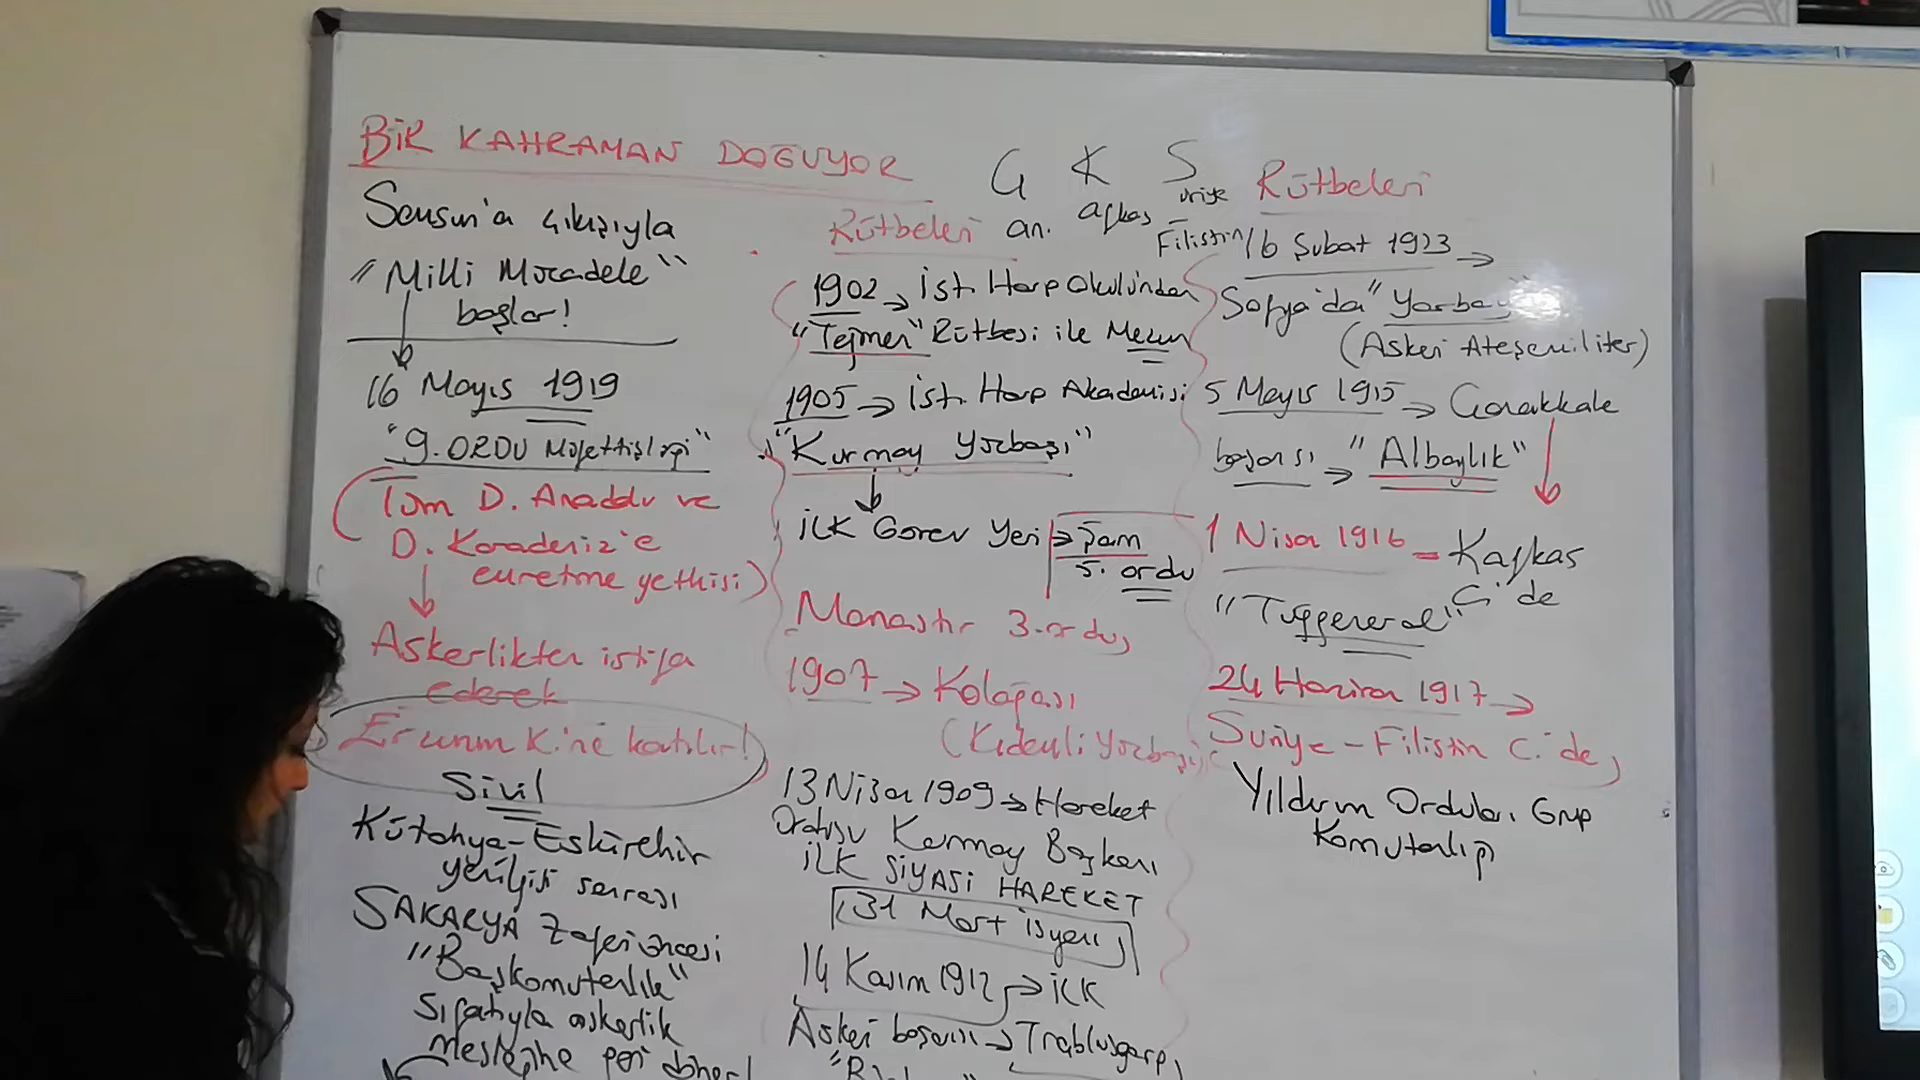 BİR KAHRAMAN DOĞUYOR
Samsun'a çıkışıyla
"Milli Mücadele"
başlar!
16 Mayıs 1919
"9. ORDU Müfettişliği"
Tüm D. Anadolu ve
D. Karadeniz'e
emretme yetkisi)
Askerlikten istifa
ederek
Erzurum K.'ne katılır!
Sivil
Kütahya-Eskişehir
yenilgisi sonrası
SAKARYA Zaferi öncesi
"Başkomutanlık"
sıfatıyla askerlik
mesleğine geri döner!
Ç K S
an. afkas uriye
Filistin
Rütbeleri
1902 → İst. Harp Okulundan
"Teğmen" Rütbesi ile Mezun
1905 → İst. Harp Akademisi
"Kurmay Yüzbaşı"
İLK Görev Yeri → Şam
5. ordu
Manastır 3. ordu,
1907 → Kolağası
(Kıdemli Yüzbaşı)
13 Nisan 1909 → Hareket
Ordusu Kurmay Başkanı
İLK SİYASİ HAREKET
(31 Mart isyanı)
14 Kasım 1912 → İLK
Askeri başarısı → Trablusgarp,
Rütbeleri
16 Şubat 1923 →
Sofya'da "Yarbay"
(Askeri Ateşemiliter)
5 Mayıs 1915 → Çanakkale
başarısı → "Albaylık"
1 Nisan 1916 = Kafkas
C.'de
"Tuğgeneral"
24 Haziran 1917 →
Suriye-Filistin C.'de,
Yıldırım Orduları Grup
Komutanlığı